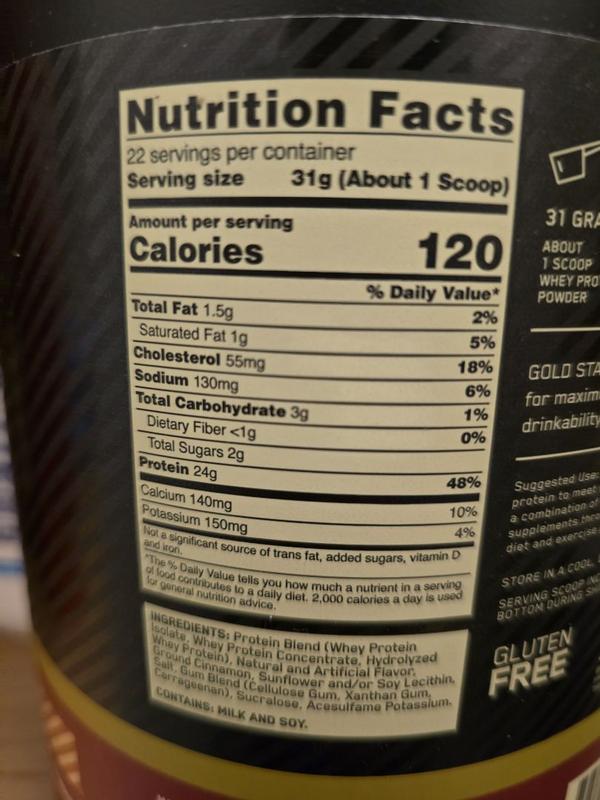 Nutrition Facts
22 servings per container
Serving size 31g (About 1 Scoop)
Amount per serving
Calories 120
% Daily Value*
Total Fat 1.5g 2%
Saturated Fat 1g 5%
Cholesterol 55mg 18%
Sodium 130mg 6%
Total Carbohydrate 3g 1%
Dietary Fiber <1g 0%
Total Sugars 2g
Protein 24g 48%
Calcium 140mg 10%
Potassium 150mg 4%
Not a significant source of trans fat, added sugars, vitamin D
and iron.
*The % Daily Value tells you how much a nutrient in a serving
of food contributes to a daily diet. 2,000 calories a day is used
for general nutrition advice.
INGREDIENTS: Protein Blend (Whey Protein
Isolate, Whey Protein Concentrate, Hydrolyzed
Whey Protein), Natural and Artificial Flavor,
Ground Cinnamon, Sunflower and/or Soy Lecithin,
Salt, Gum Blend (Cellulose Gum, Xanthan Gum,
Carrageenan), Sucralose, Acesulfame Potassium.
CONTAINS: MILK AND SOY.
31 GRA
ABOUT
1 SCOOP
WHEY PRO
POWDER
GOLD STA
for maxim
drinkability
Suggested Use:
protein to meet
a combination of
supplements
diet and exercise
STORE IN A COOL,
SERVING SCOOP INC
BOTTOM DURING SH
GLUTEN
FREE